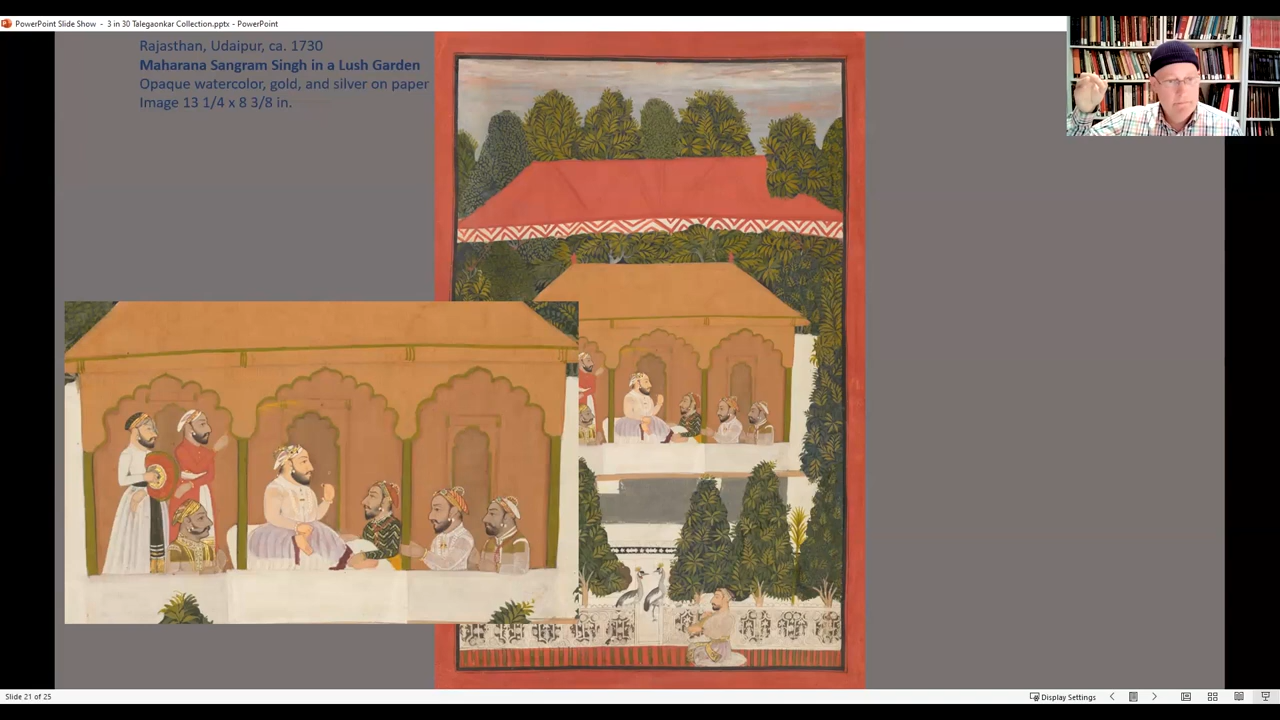 PowerPoint Slide Show - 3 in 30 Talegaonkar Collection.pptx - PowerPoint
Rajasthan, Udaipur, ca. 1730
Maharana Sangram Singh in a Lush Garden
Opaque watercolor, gold, and silver on paper
Image 13 1/4 x 8 3/8 in.
Slide 21 of 25
Display Settings